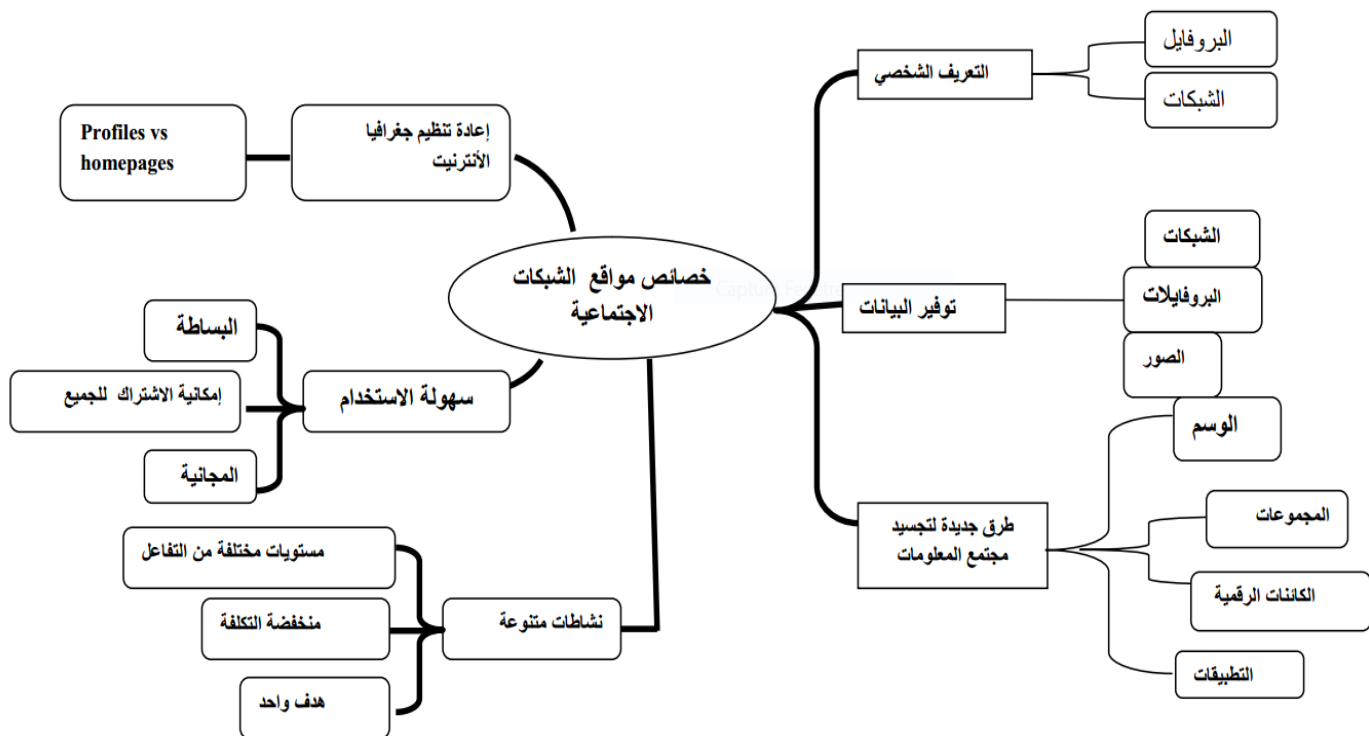 خصائص مواقع الشبكات
الاجتماعية
التعريف الشخصي
البروفايل
الشبكات
توفير البيانات
الشبكات
البروفايلات
الصور
طرق جديدة لتجسيد
مجتمع المعلومات
الوسم
المجموعات
الكائنات الرقمية
التطبيقات
إعادة تنظيم جغرافيا
الأنترنيت
Profiles vs
homepages
سهولة الاستخدام
البساطة
إمكانية الاشتراك للجميع
المجانية
نشاطات متنوعة
مستويات مختلفة من التفاعل
منخفضة التكلفة
هدف واحد